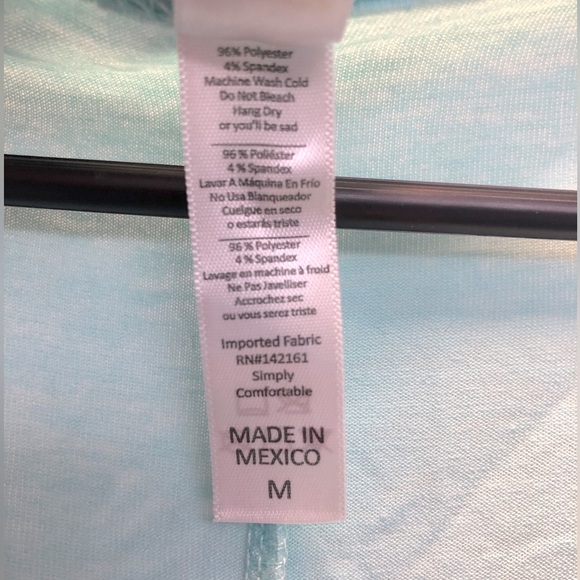 96% Polyester
4% Spandex
Machine Wash Cold
Do Not Bleach
Hang Dry
or you'll be sad
96% Poliéster
4% Spandex
Lavar A Máquina En Frío
No Usa Blanqueador
Cuelgue en seco
o estarás triste
96% Polyester
4% Spandex
Lavage en machine à froid
Ne Pas Javelliser
Accrochez sec
ou vous serez triste
Imported Fabric
RN#142161
Simply
Comfortable
MADE IN
MEXICO
M